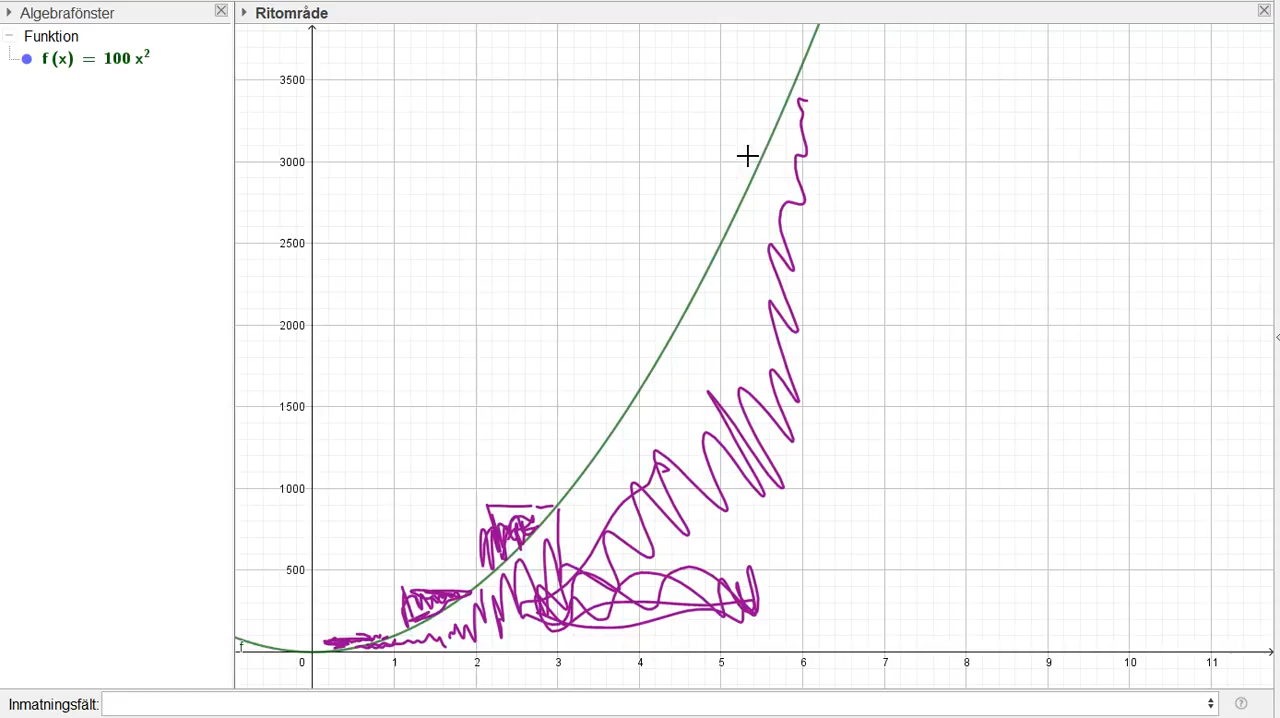 Algebrafönster
Ritområde
Funktion
f (x) = 100 x²
3500
3000
2500
2000
1500
1000
500
f
0 1 2 3 4 5 6 7 8 9 10 11
Inmatningsfält: